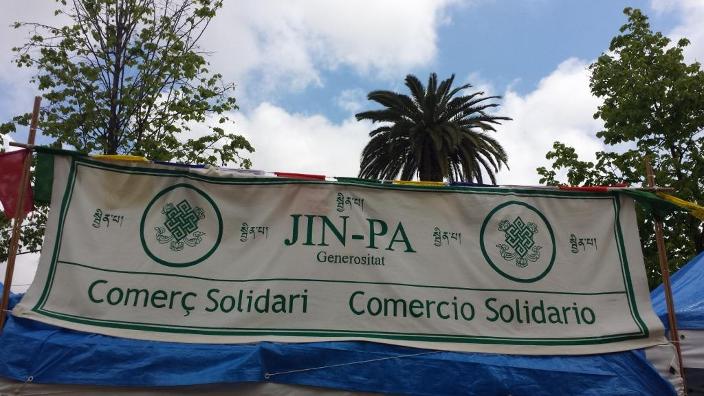 སྦྱིན་པ།
སྦྱིན་པ། སྦྱིན་པ། JIN-PA སྦྱིན་པ། སྦྱིན་པ།
Generositat
Comerç Solidari Comercio Solidario